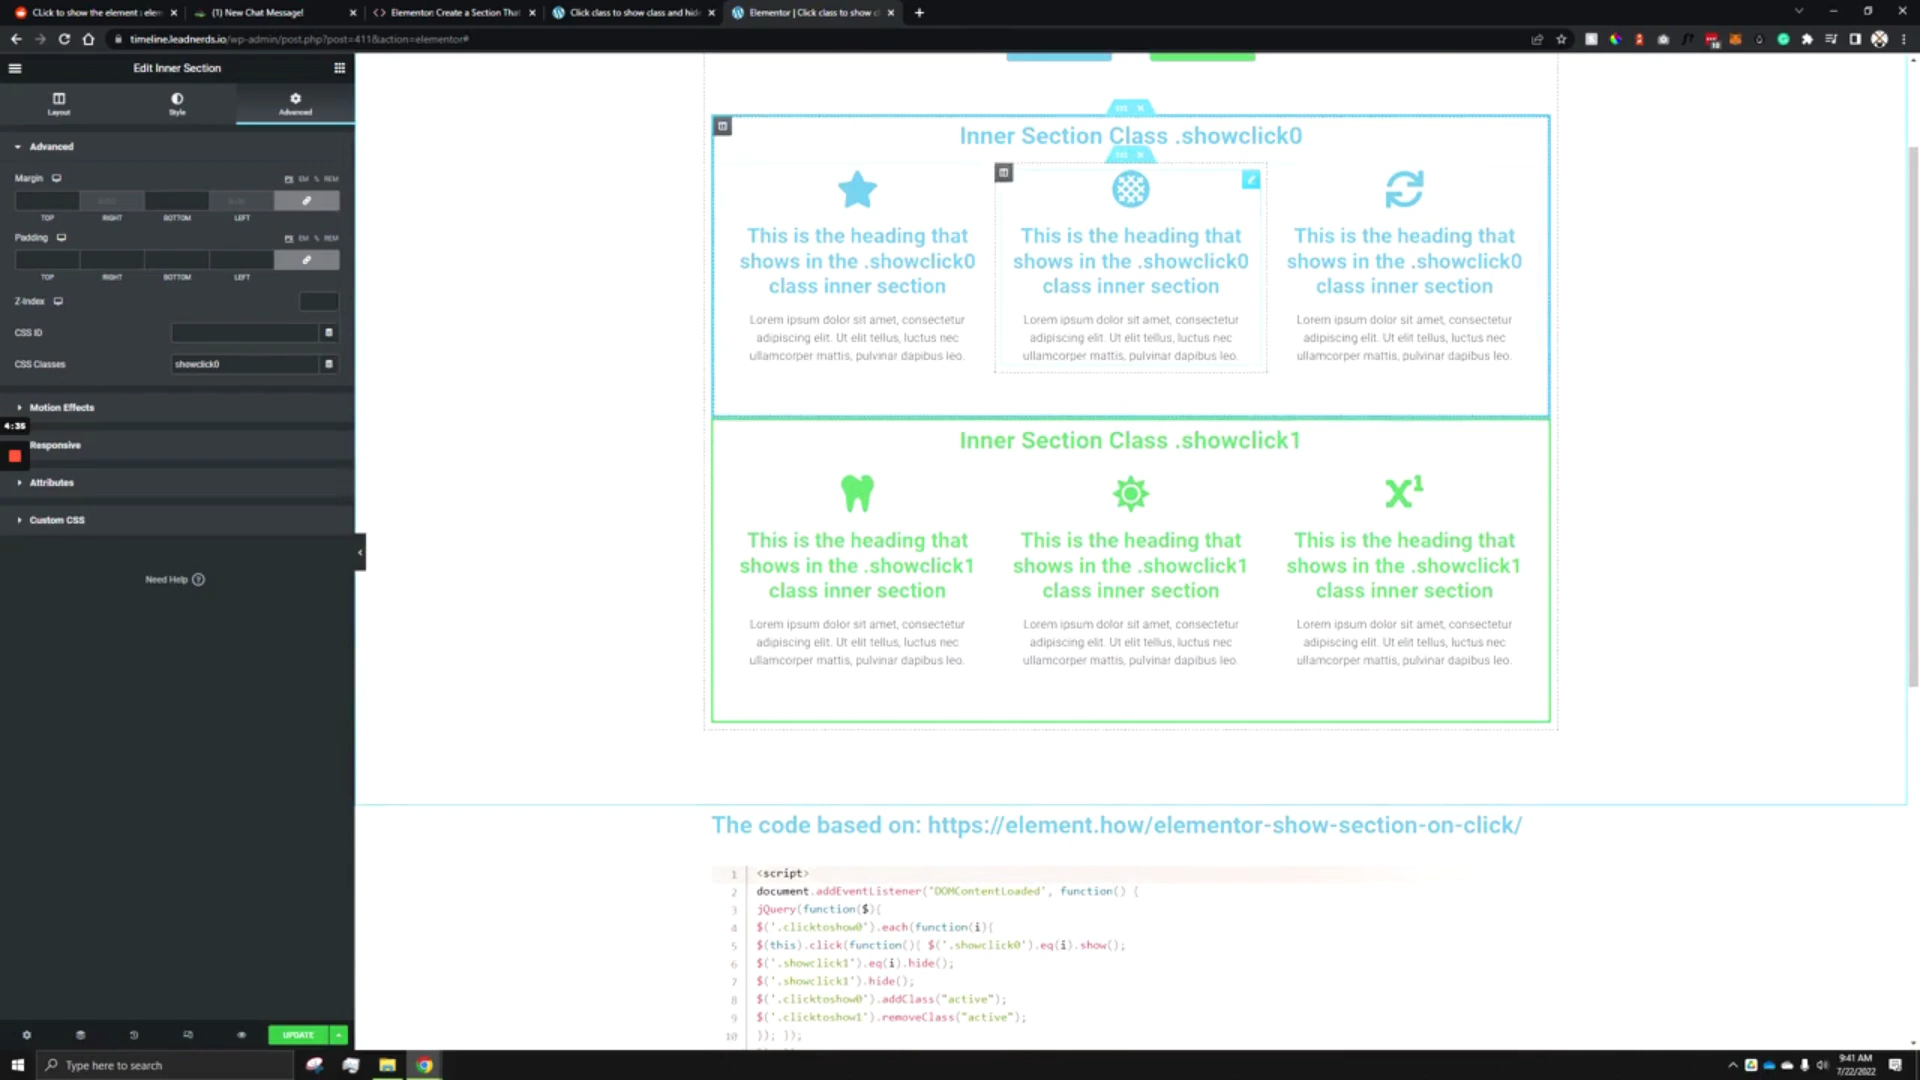 Click to show the element : elem
(1) New Chat Message!
Elementor: Create a Section That
Click class to show class and hid
Elementor | Click class to show cl
timeline.leadnerds.io/wp-admin/post.php?post=411&action=elementor#
Edit Inner Section
Layout
Style
Advanced
Advanced
Margin
PX EM % REM
TOP RIGHT BOTTOM LEFT
Padding
PX EM % REM
TOP RIGHT BOTTOM LEFT
Z-Index
CSS ID
CSS Classes
showclick0
Motion Effects
4:35
Responsive
Attributes
Custom CSS
Need Help
UPDATE
Inner Section Class .showclick0
This is the heading that
shows in the .showclick0
class inner section
Lorem ipsum dolor sit amet, consectetur
adipiscing elit. Ut elit tellus, luctus nec
ullamcorper mattis, pulvinar dapibus leo.
This is the heading that
shows in the .showclick0
class inner section
Lorem ipsum dolor sit amet, consectetur
adipiscing elit. Ut elit tellus, luctus nec
ullamcorper mattis, pulvinar dapibus leo.
This is the heading that
shows in the .showclick0
class inner section
Lorem ipsum dolor sit amet, consectetur
adipiscing elit. Ut elit tellus, luctus nec
ullamcorper mattis, pulvinar dapibus leo.
Inner Section Class .showclick1
X¹
This is the heading that
shows in the .showclick1
class inner section
Lorem ipsum dolor sit amet, consectetur
adipiscing elit. Ut elit tellus, luctus nec
ullamcorper mattis, pulvinar dapibus leo.
This is the heading that
shows in the .showclick1
class inner section
Lorem ipsum dolor sit amet, consectetur
adipiscing elit. Ut elit tellus, luctus nec
ullamcorper mattis, pulvinar dapibus leo.
This is the heading that
shows in the .showclick1
class inner section
Lorem ipsum dolor sit amet, consectetur
adipiscing elit. Ut elit tellus, luctus nec
ullamcorper mattis, pulvinar dapibus leo.
The code based on: https://element.how/elementor-show-section-on-click/
1 <script>
2 document.addEventListener('DOMContentLoaded', function() {
3 jQuery(function($){
4 $('.clicktoshow0').each(function(i){
5 $(this).click(function(){ $('.showclick0').eq(i).show();
6 $('.showclick1').eq(i).hide();
7 $('.showclick1').hide();
8 $('.clicktoshow0').addClass("active");
9 $('.clicktoshow1').removeClass("active");
10 }); });
Type here to search
9:41 AM
7/22/2022